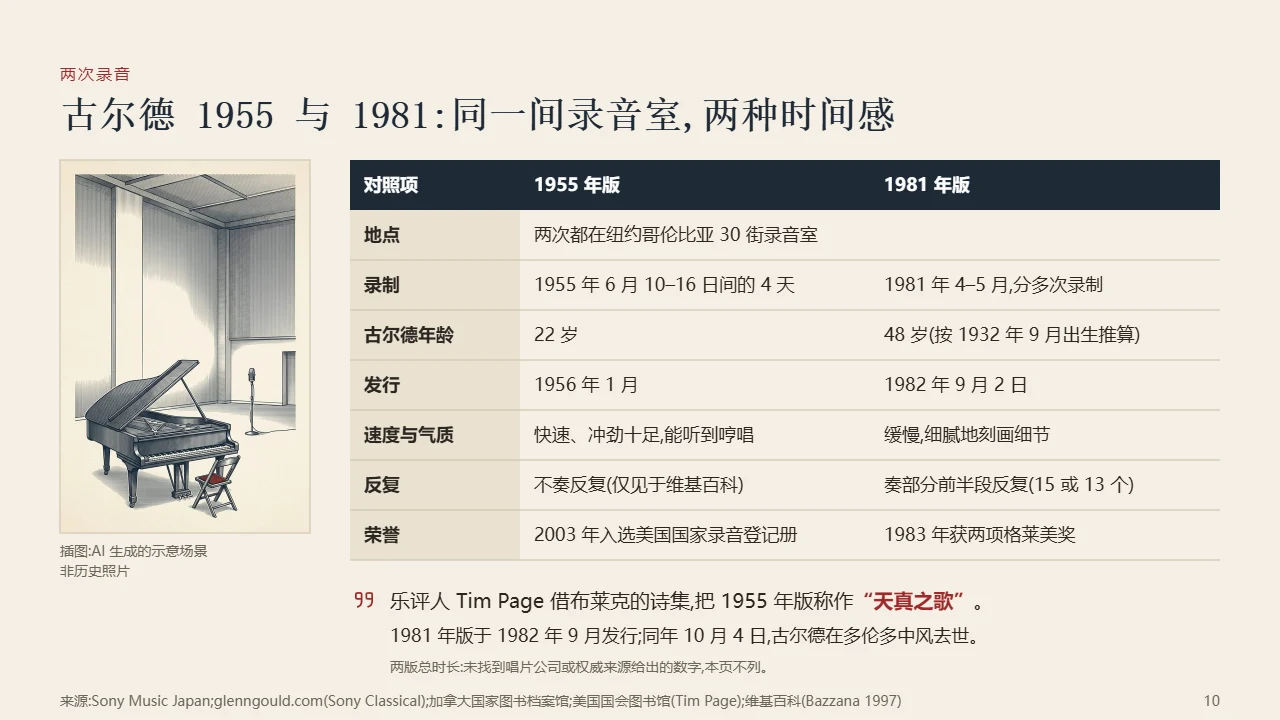 两次录音
古尔德 1955 与 1981:同一间录音室,两种时间感
对照项 1955 年版 1981 年版
地点 两次都在纽约哥伦比亚 30 街录音室
录制 1955 年 6 月 10–16 日间的 4 天 1981 年 4–5 月,分多次录制
古尔德年龄 22 岁 48 岁(按 1932 年 9 月出生推算)
发行 1956 年 1 月 1982 年 9 月 2 日
速度与气质 快速、冲劲十足,能听到哼唱 缓慢,细腻地刻画细节
反复 不奏反复(仅见于维基百科) 奏部分前半段反复(15 或 13 个)
荣誉 2003 年入选美国国家录音登记册 1983 年获两项格莱美奖
插图:AI 生成的示意场景
非历史照片
乐评人 Tim Page 借布莱克的诗集,把 1955 年版称作“天真之歌”。
1981 年版于 1982 年 9 月发行;同年 10 月 4 日,古尔德在多伦多中风去世。
两版总时长:未找到唱片公司或权威来源给出的数字,本页不列。
来源:Sony Music Japan;glenngould.com(Sony Classical);加拿大国家图书档案馆;美国国会图书馆(Tim Page);维基百科(Bazzana 1997)
10